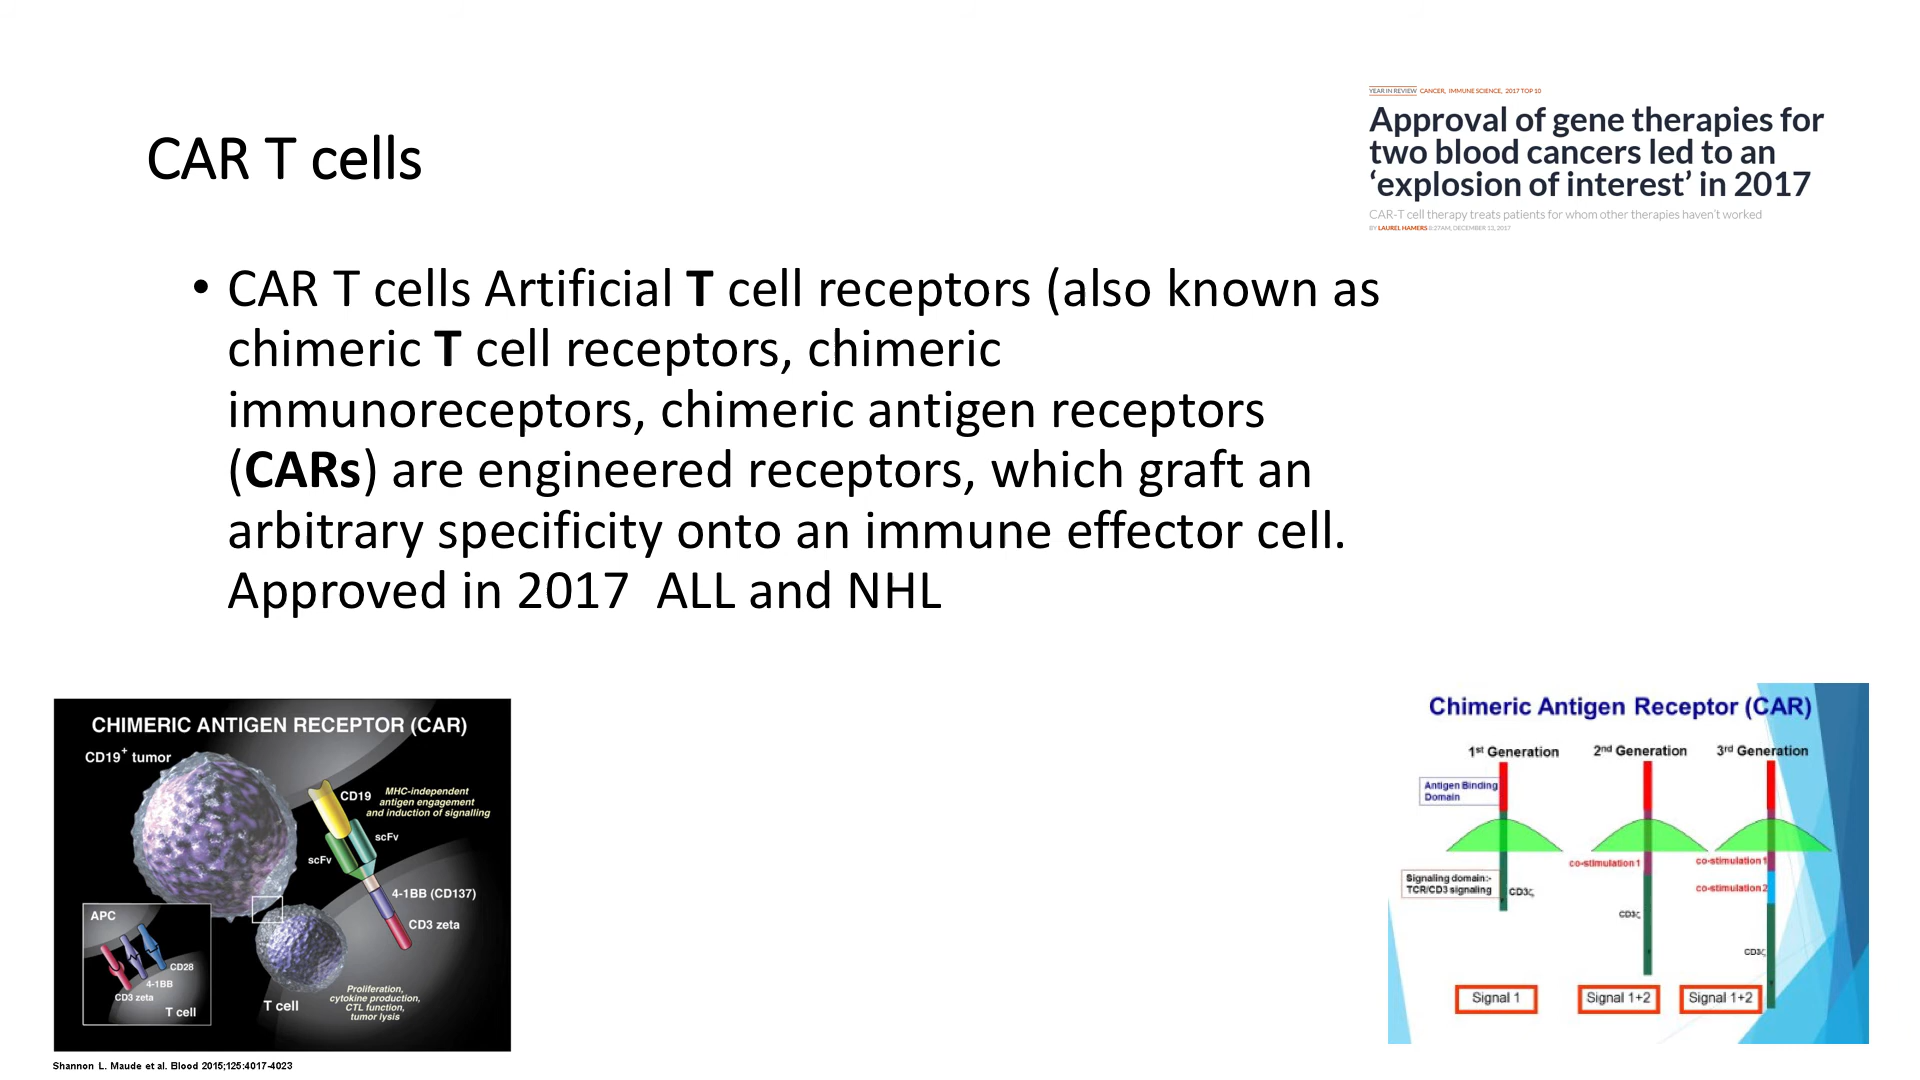 YEAR IN REVIEW CANCER, IMMUNE SCIENCE, 2017 TOP 10
Approval of gene therapies for
two blood cancers led to an
‘explosion of interest’ in 2017
CAR-T cell therapy treats patients for whom other therapies haven’t worked
BY LAUREL HAMERS 8:27AM, DECEMBER 13, 2017
CAR T cells
• CAR T cells Artificial T cell receptors (also known as
chimeric T cell receptors, chimeric
immunoreceptors, chimeric antigen receptors
(CARs) are engineered receptors, which graft an
arbitrary specificity onto an immune effector cell.
Approved in 2017  ALL and NHL
CHIMERIC ANTIGEN RECEPTOR (CAR)
CD19+ tumor
CD19
MHC-independent
antigen engagement
and induction of signalling
scFv
scFv
4-1BB (CD137)
CD3 zeta
APC
CD28
4-1BB
CD3 zeta
T cell
T cell
Proliferation,
cytokine production,
CTL function,
tumor lysis
Shannon L. Maude et al. Blood 2015;125:4017-4023
Chimeric Antigen Receptor (CAR)
1st Generation
2nd Generation
3rd Generation
Antigen Binding
Domain
co-stimulation 1
co-stimulation 1
co-stimulation 2
Signaling domain:-
TCR/CD3 signaling
CD3ζ
CD3ζ
CD3ζ
Signal 1
Signal 1+2
Signal 1+2